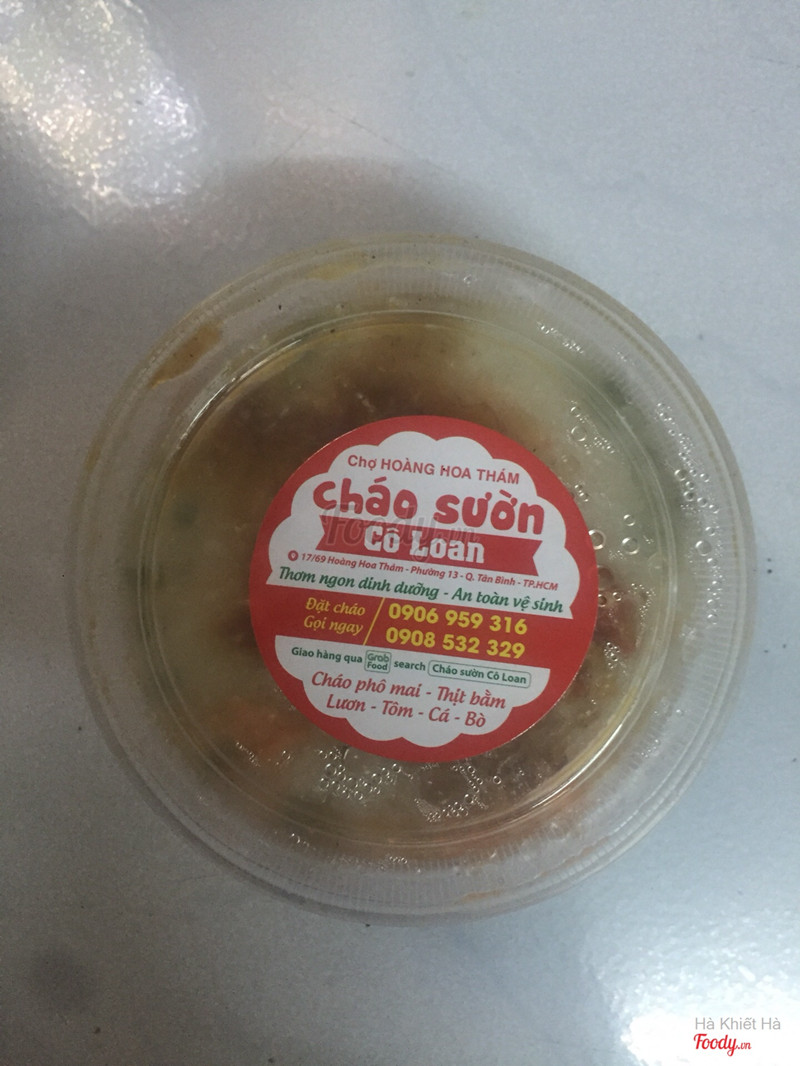 Chợ HOÀNG HOA THÁM
cháo sườn
Cô Loan
17/69 Hoàng Hoa Thám - Phường 13 - Q. Tân Bình - TP.HCM
Thơm ngon dinh dưỡng - An toàn vệ sinh
Đặt cháo
Gọi ngay
0906 959 316
0908 532 329
Giao hàng qua Grab Food search Cháo sườn Cô Loan
Cháo phô mai - Thịt bằm
Lươn - Tôm - Cá - Bò
Foody.vn
Hà Khiết Hà
Foody.vn